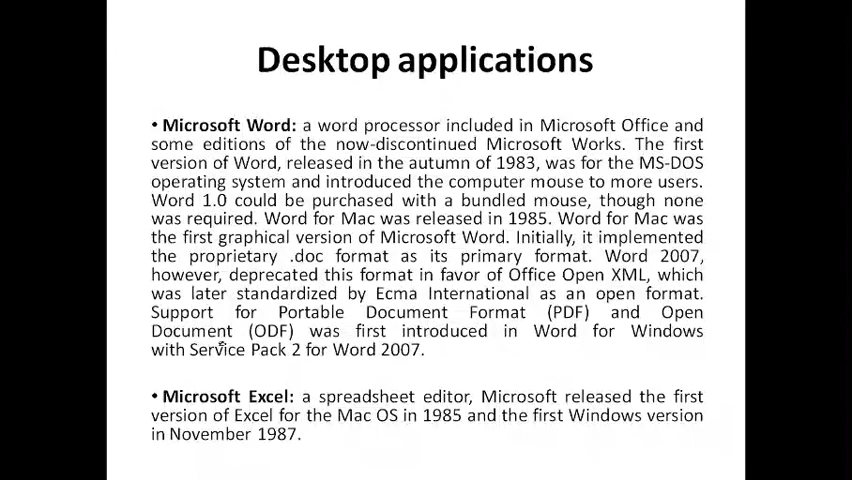 Desktop applications
• Microsoft Word: a word processor included in Microsoft Office and
some editions of the now-discontinued Microsoft Works. The first
version of Word, released in the autumn of 1983, was for the MS-DOS
operating system and introduced the computer mouse to more users.
Word 1.0 could be purchased with a bundled mouse, though none
was required. Word for Mac was released in 1985. Word for Mac was
the first graphical version of Microsoft Word. Initially, it implemented
the proprietary .doc format as its primary format. Word 2007,
however, deprecated this format in favor of Office Open XML, which
was later standardized by Ecma International as an open format.
Support for Portable Document Format (PDF) and Open
Document (ODF) was first introduced in Word for Windows
with Service Pack 2 for Word 2007.
• Microsoft Excel: a spreadsheet editor, Microsoft released the first
version of Excel for the Mac OS in 1985 and the first Windows version
in November 1987.